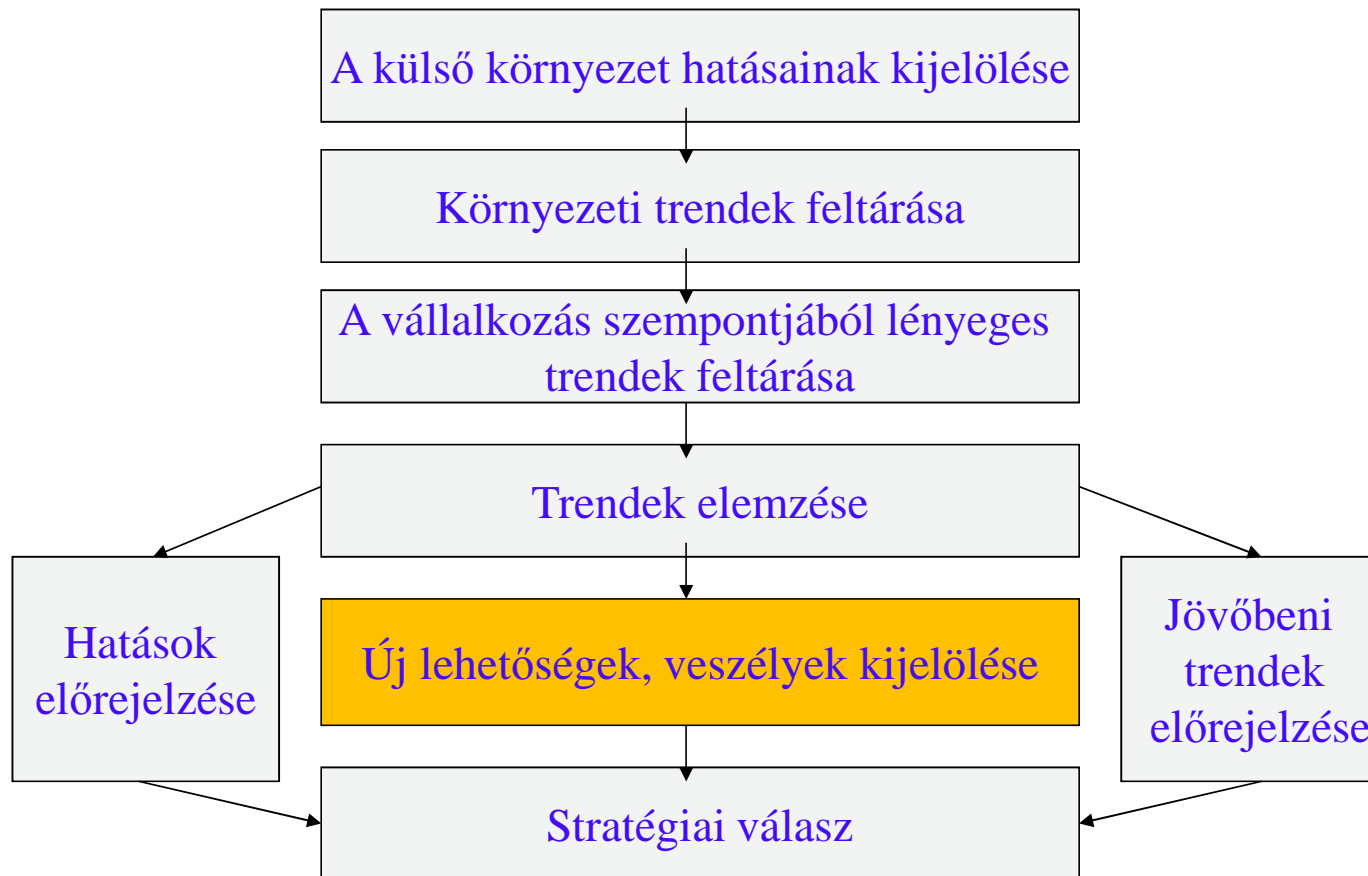 A külső környezet hatásainak kijelölése
Környezeti trendek feltárása
A vállalkozás szempontjából lényeges
trendek feltárása
Trendek elemzése
Hatások
előrejelzése
Új lehetőségek, veszélyek kijelölése
Jövőbeni
trendek
előrejelzése
Stratégiai válasz